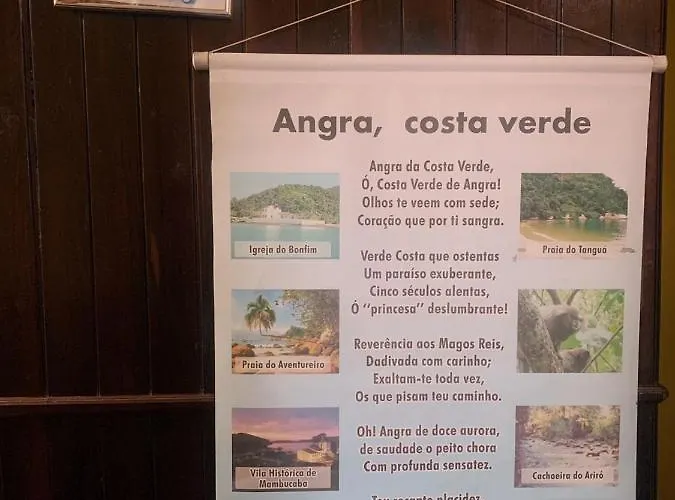 Angra, costa verde
Angra da Costa Verde,
Ó, Costa Verde de Angra!
Olhos te veem com sede;
Coração que por ti sangra.
Verde Costa que ostentas
Um paraíso exuberante,
Cinco séculos alentas,
Ó "princesa" deslumbrante!
Reverência aos Magos Reis,
Dadivada com carinho;
Exaltam-te toda vez,
Os que pisam teu caminho.
Oh! Angra de doce aurora,
de saudade o peito chora
Com profunda sensatez.
Teu recanto placidez
Igreja do Bonfim
Praia do Aventureiro
Vila Histórica de
Mambucaba
Praia do Tanguá
Cachoeira do Ariró